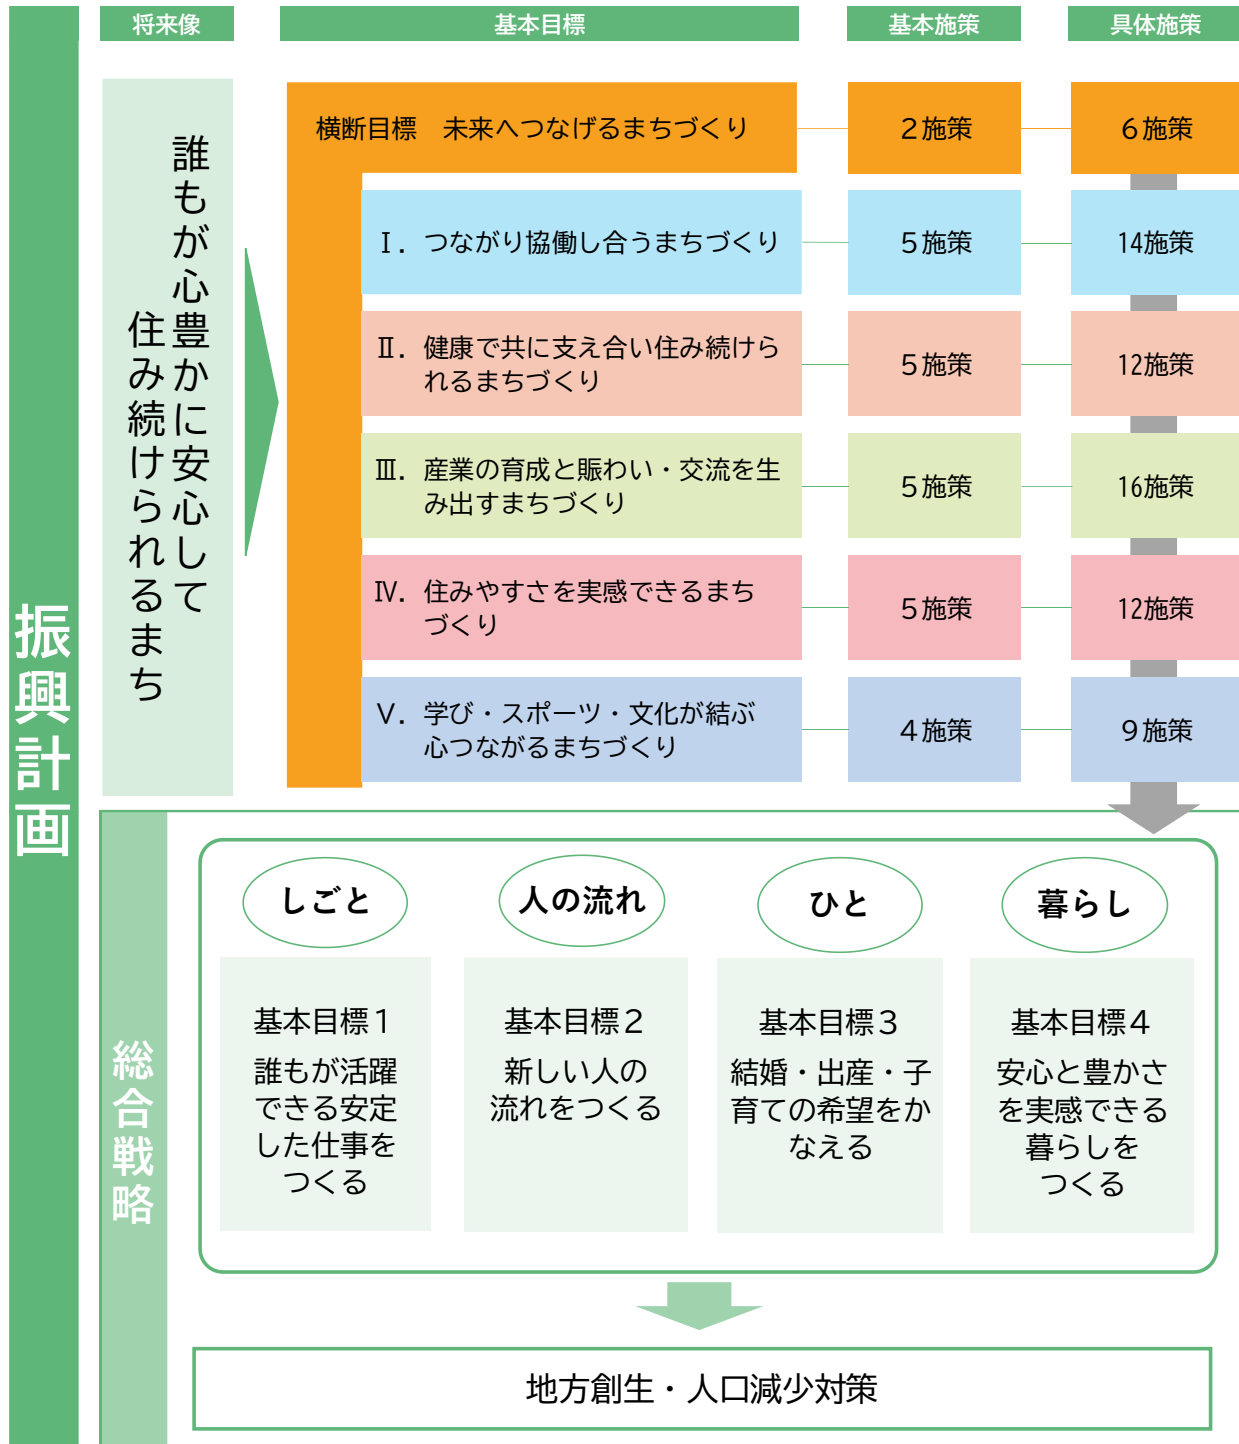 振興計画
将来像
基本目標
基本施策
具体施策
誰もが心豊かに安心して
住み続けられるまち
横断目標　未来へつなげるまちづくり
２施策
６施策
Ⅰ．つながり協働し合うまちづくり
５施策
14施策
Ⅱ．健康で共に支え合い住み続けら
れるまちづくり
５施策
12施策
Ⅲ．産業の育成と賑わい・交流を生
み出すまちづくり
５施策
16施策
Ⅳ．住みやすさを実感できるまち
づくり
５施策
12施策
Ⅴ．学び・スポーツ・文化が結ぶ
心つながるまちづくり
４施策
９施策
総合戦略
しごと
基本目標１
誰もが活躍
できる安定
した仕事を
つくる
人の流れ
基本目標２
新しい人の
流れをつくる
ひと
基本目標３
結婚・出産・子
育ての希望をか
なえる
暮らし
基本目標４
安心と豊かさ
を実感できる
暮らしを
つくる
地方創生・人口減少対策